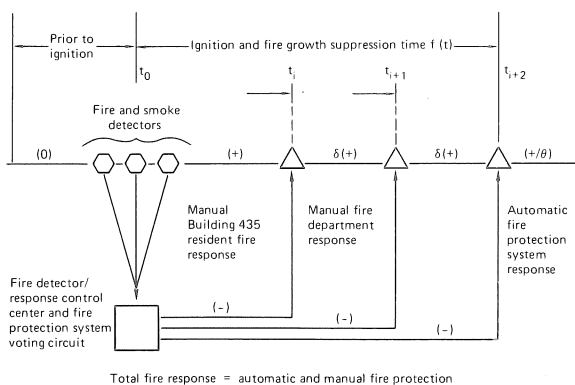 Prior to
ignition
Ignition and fire growth suppression time f (t)
t0
ti
ti+1
ti+2
Fire and smoke
detectors
(0)
(+)
δ(+)
δ(+)
(+/θ)
Manual
Building 435
resident fire
response
Manual fire
department
response
Automatic
fire
protection
system
response
Fire detector/
response control
center and fire
protection system
voting circuit
(-)
(-)
(-)
Total fire response = automatic and manual fire protection